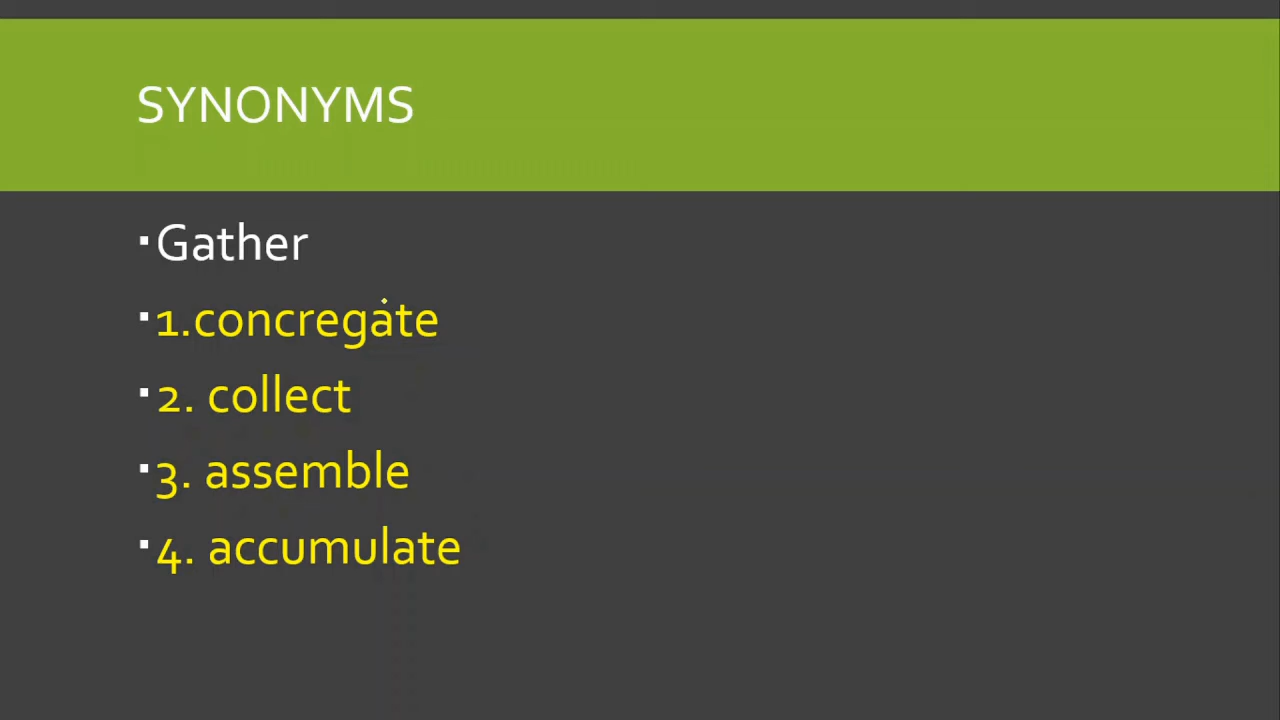 SYNONYMS
▪Gather
▪1.concregate
▪2. collect
▪3. assemble
▪4. accumulate